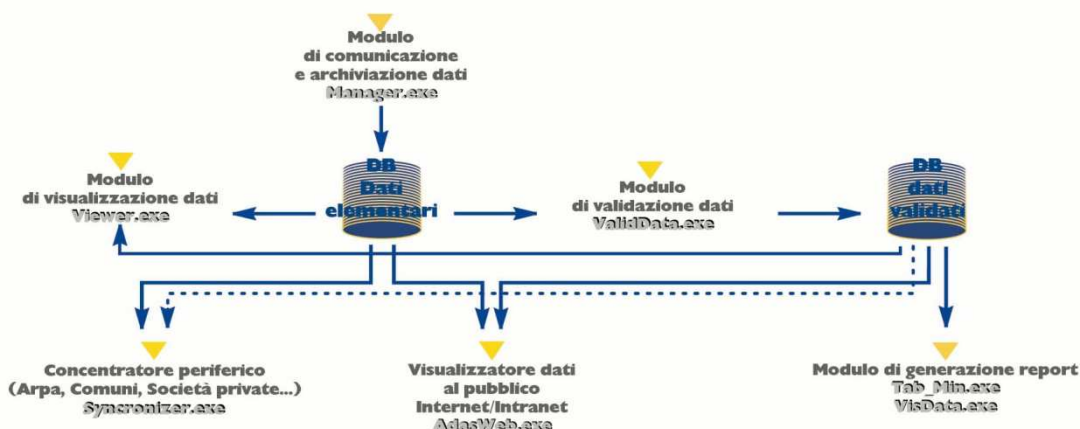 Modulo
di comunicazione
e archiviazione dati
Manager.exe
DB
Dati
elementari
DB
dati
validati
Modulo
di visualizzazione dati
Viewer.exe
Modulo
di validazione dati
ValidData.exe
Concentratore periferico
(Arpa, Comuni, Società private...)
Syncronizer.exe
Visualizzatore dati
al pubblico
Internet/Intranet
AdasWeb.exe
Modulo di generazione report
Tab_Min.exe
VisData.exe